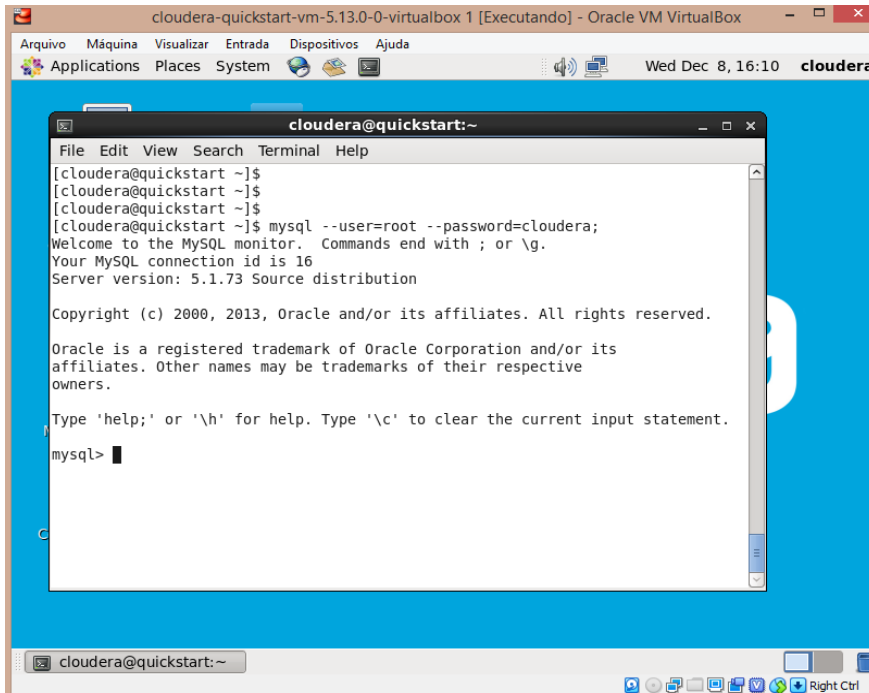 cloudera-quickstart-vm-5.13.0-0-virtualbox 1 [Executando] - Oracle VM VirtualBox
Arquivo Máquina Visualizar Entrada Dispositivos Ajuda
Applications Places System Wed Dec 8, 16:10 cloudera
cloudera@quickstart:~
File Edit View Search Terminal Help
[cloudera@quickstart ~]$
[cloudera@quickstart ~]$
[cloudera@quickstart ~]$
[cloudera@quickstart ~]$ mysql --user=root --password=cloudera;
Welcome to the MySQL monitor.  Commands end with ; or \g.
Your MySQL connection id is 16
Server version: 5.1.73 Source distribution
Copyright (c) 2000, 2013, Oracle and/or its affiliates. All rights reserved.
Oracle is a registered trademark of Oracle Corporation and/or its
affiliates. Other names may be trademarks of their respective
owners.
Type 'help;' or '\h' for help. Type '\c' to clear the current input statement.
mysql>
cloudera@quickstart:~
Right Ctrl